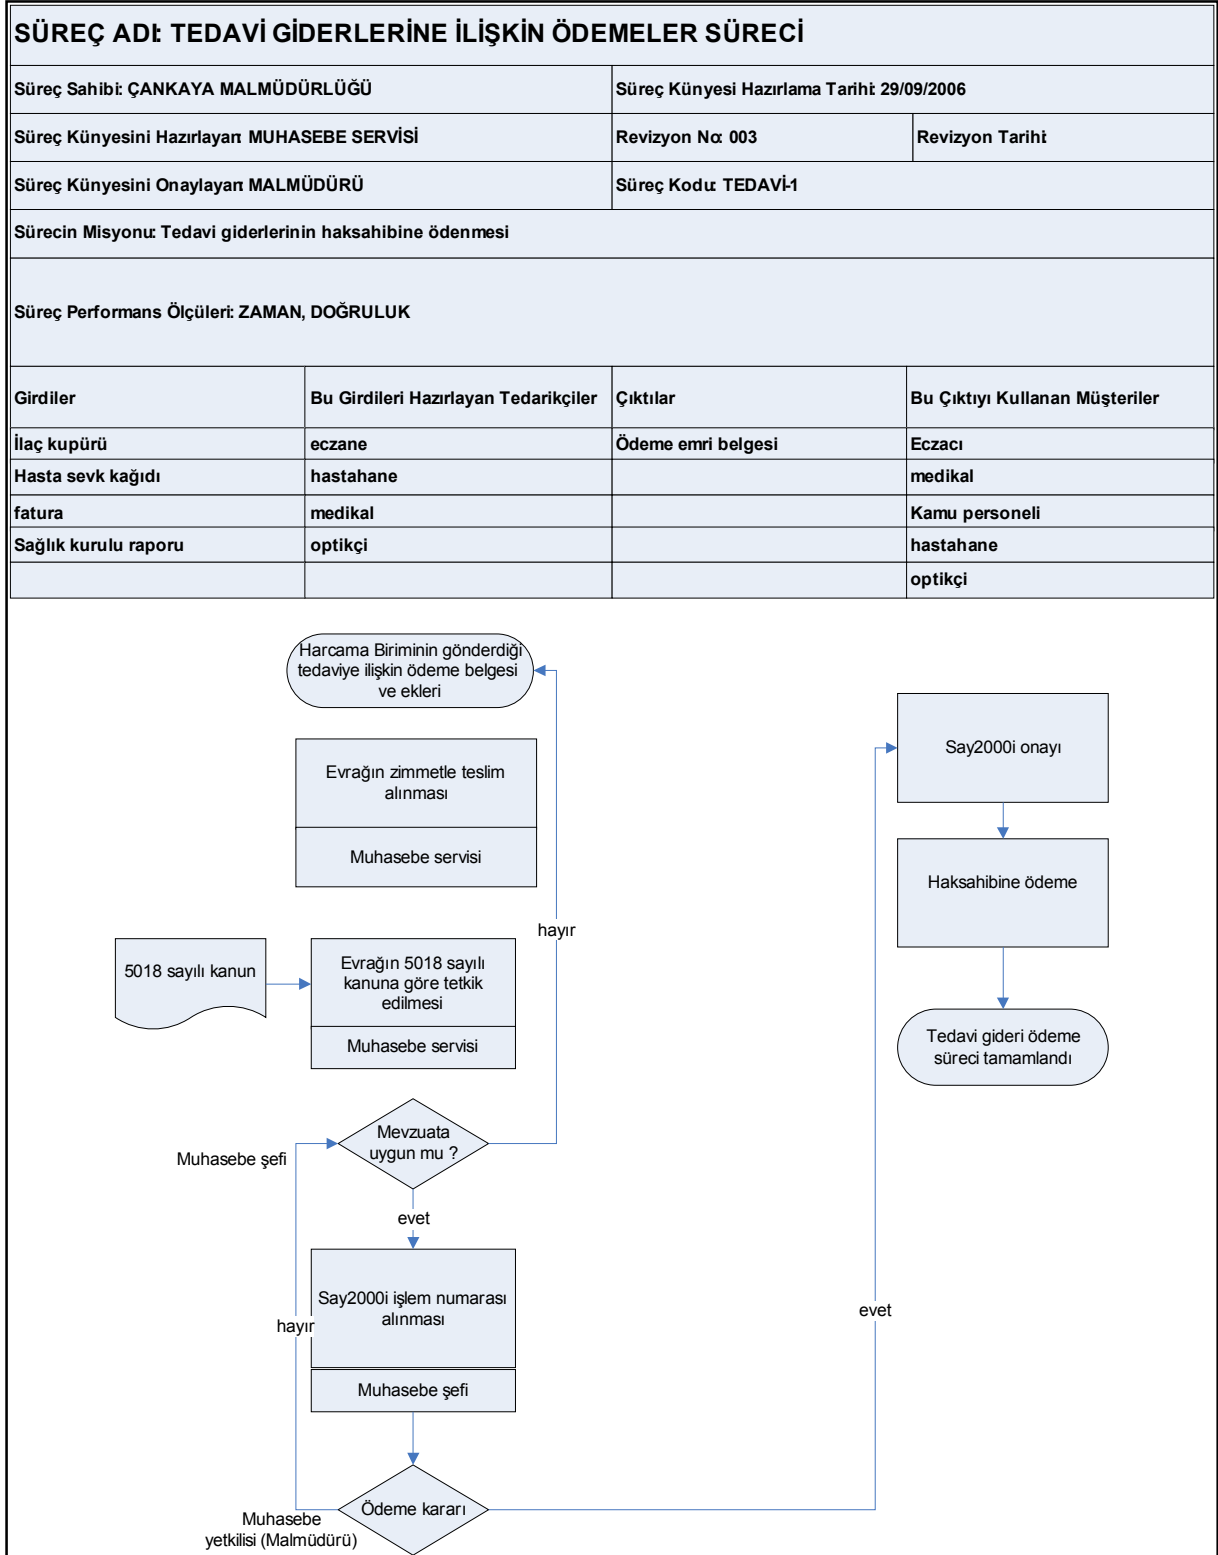 SÜREÇ ADI: TEDAVİ GİDERLERİNE İLİŞKİN ÖDEMELER SÜRECİ
Süreç Sahibi: ÇANKAYA MALMÜDÜRLÜĞÜ
Süreç Künyesi Hazırlama Tarihi: 29/09/2006
Süreç Künyesini Hazırlayan: MUHASEBE SERVİSİ
Revizyon No: 003
Revizyon Tarihi:
Süreç Künyesini Onaylayan: MALMÜDÜRÜ
Süreç Kodu: TEDAVİ-1
Sürecin Misyonu: Tedavi giderlerinin haksahibine ödenmesi
Süreç Performans Ölçüleri: ZAMAN, DOĞRULUK
Girdiler
Bu Girdileri Hazırlayan Tedarikçiler
Çıktılar
Bu Çıktıyı Kullanan Müşteriler
İlaç kupürü
eczane
Ödeme emri belgesi
Eczacı
Hasta sevk kağıdı
hastahane
medikal
fatura
medikal
Kamu personeli
Sağlık kurulu raporu
optikçi
hastahane
optikçi
Harcama Biriminin gönderdiği
tedaviye ilişkin ödeme belgesi
ve ekleri
Evrağın zimmetle teslim
alınması
Muhasebe servisi
hayır
5018 sayılı kanun
Evrağın 5018 sayılı
kanuna göre tetkik
edilmesi
Muhasebe servisi
Mevzuata
uygun mu ?
Muhasebe şefi
evet
Say2000i işlem numarası
alınması
hayır
Muhasebe şefi
Ödeme kararı
Muhasebe
yetkilisi (Malmüdürü)
evet
Say2000i onayı
Haksahibine ödeme
Tedavi gideri ödeme
süreci tamamlandı